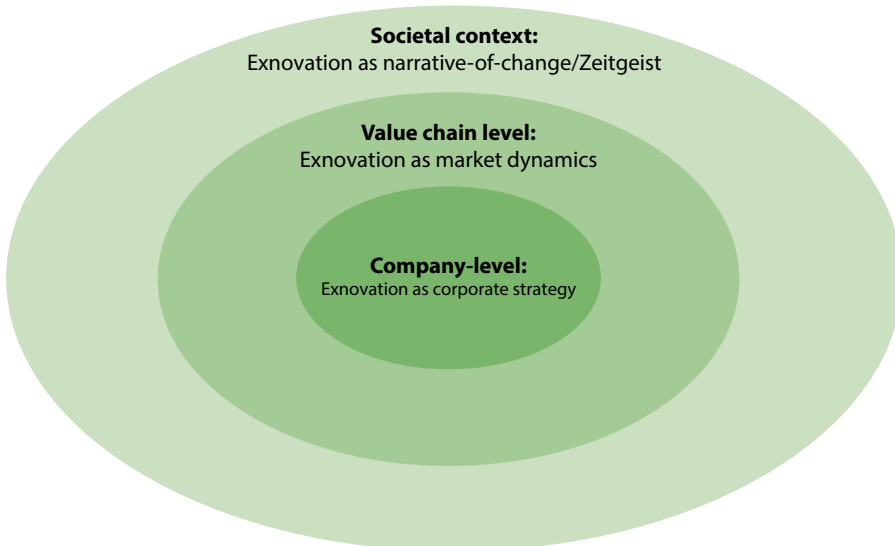 Societal context:
Exnovation as narrative-of-change/Zeitgeist
Value chain level:
Exnovation as market dynamics
Company-level:
Exnovation as corporate strategy